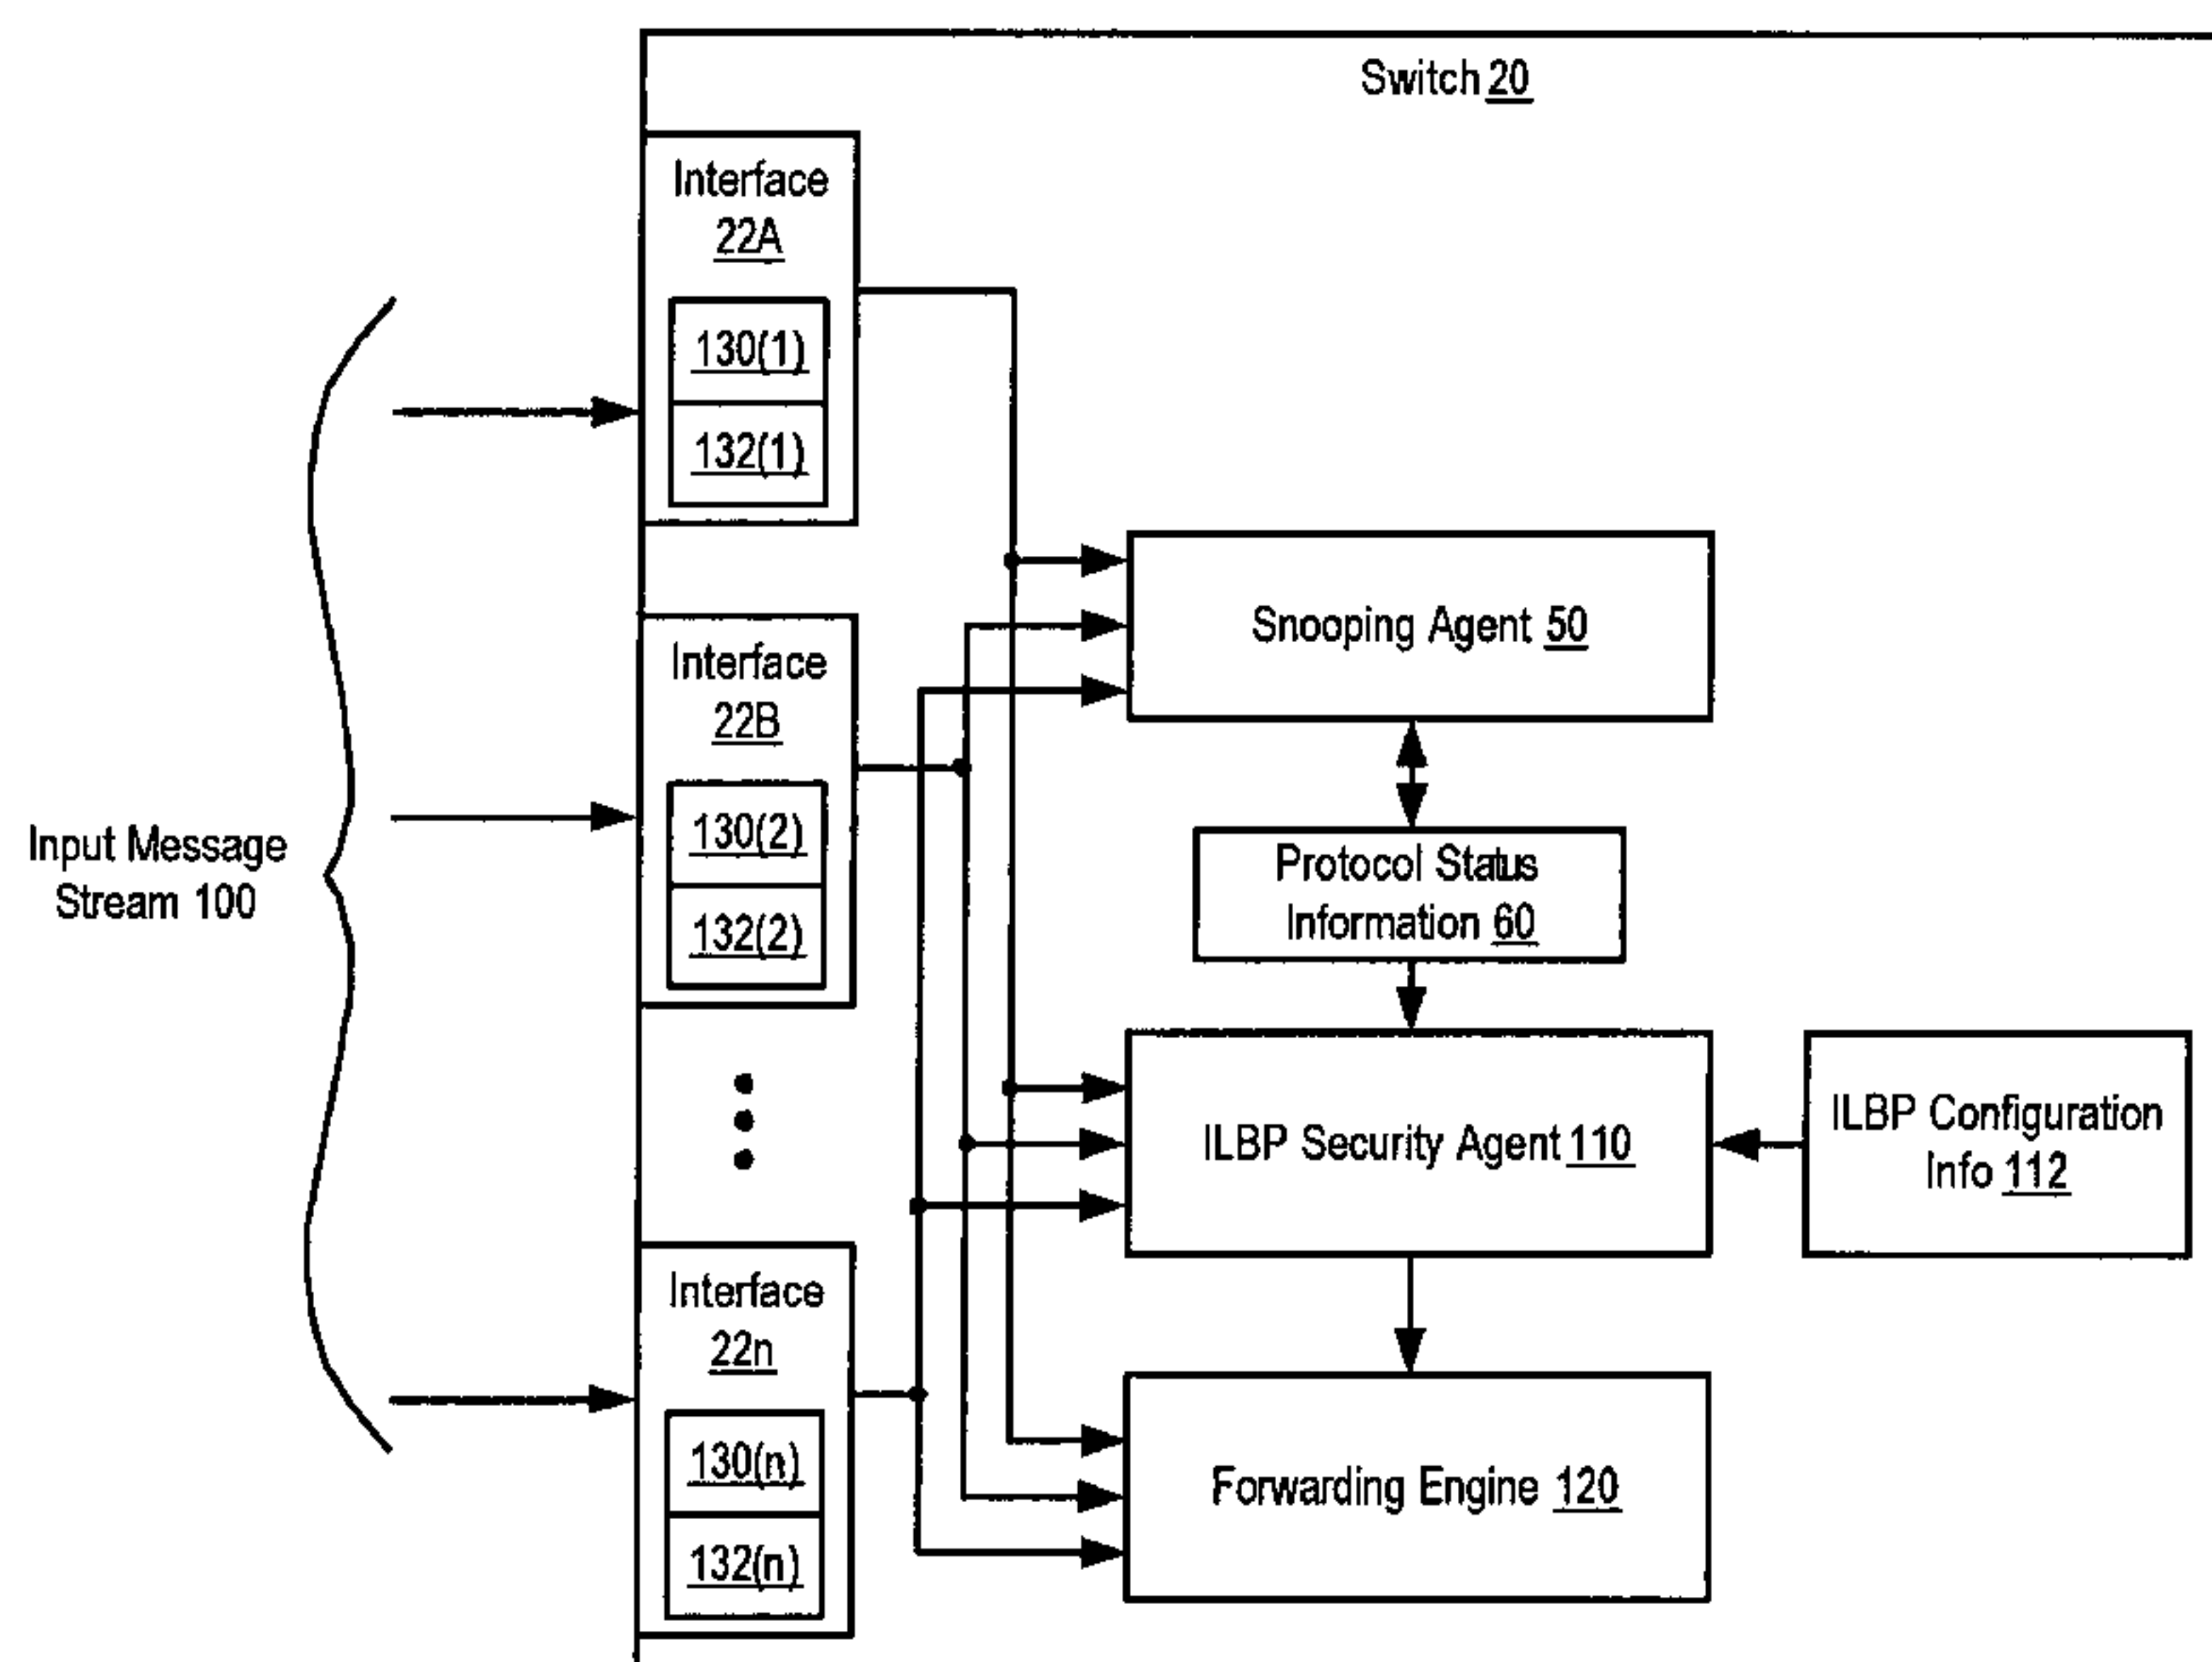 Switch 20
Interface
22A
130(1)
132(1)
Snooping Agent 50
Interface
22B
130(2)
132(2)
Input Message
Stream 100
Protocol Status
Information 60
ILBP Security Agent 110
ILBP Configuration
Info 112
Interface
22n
130(n)
132(n)
Forwarding Engine 120